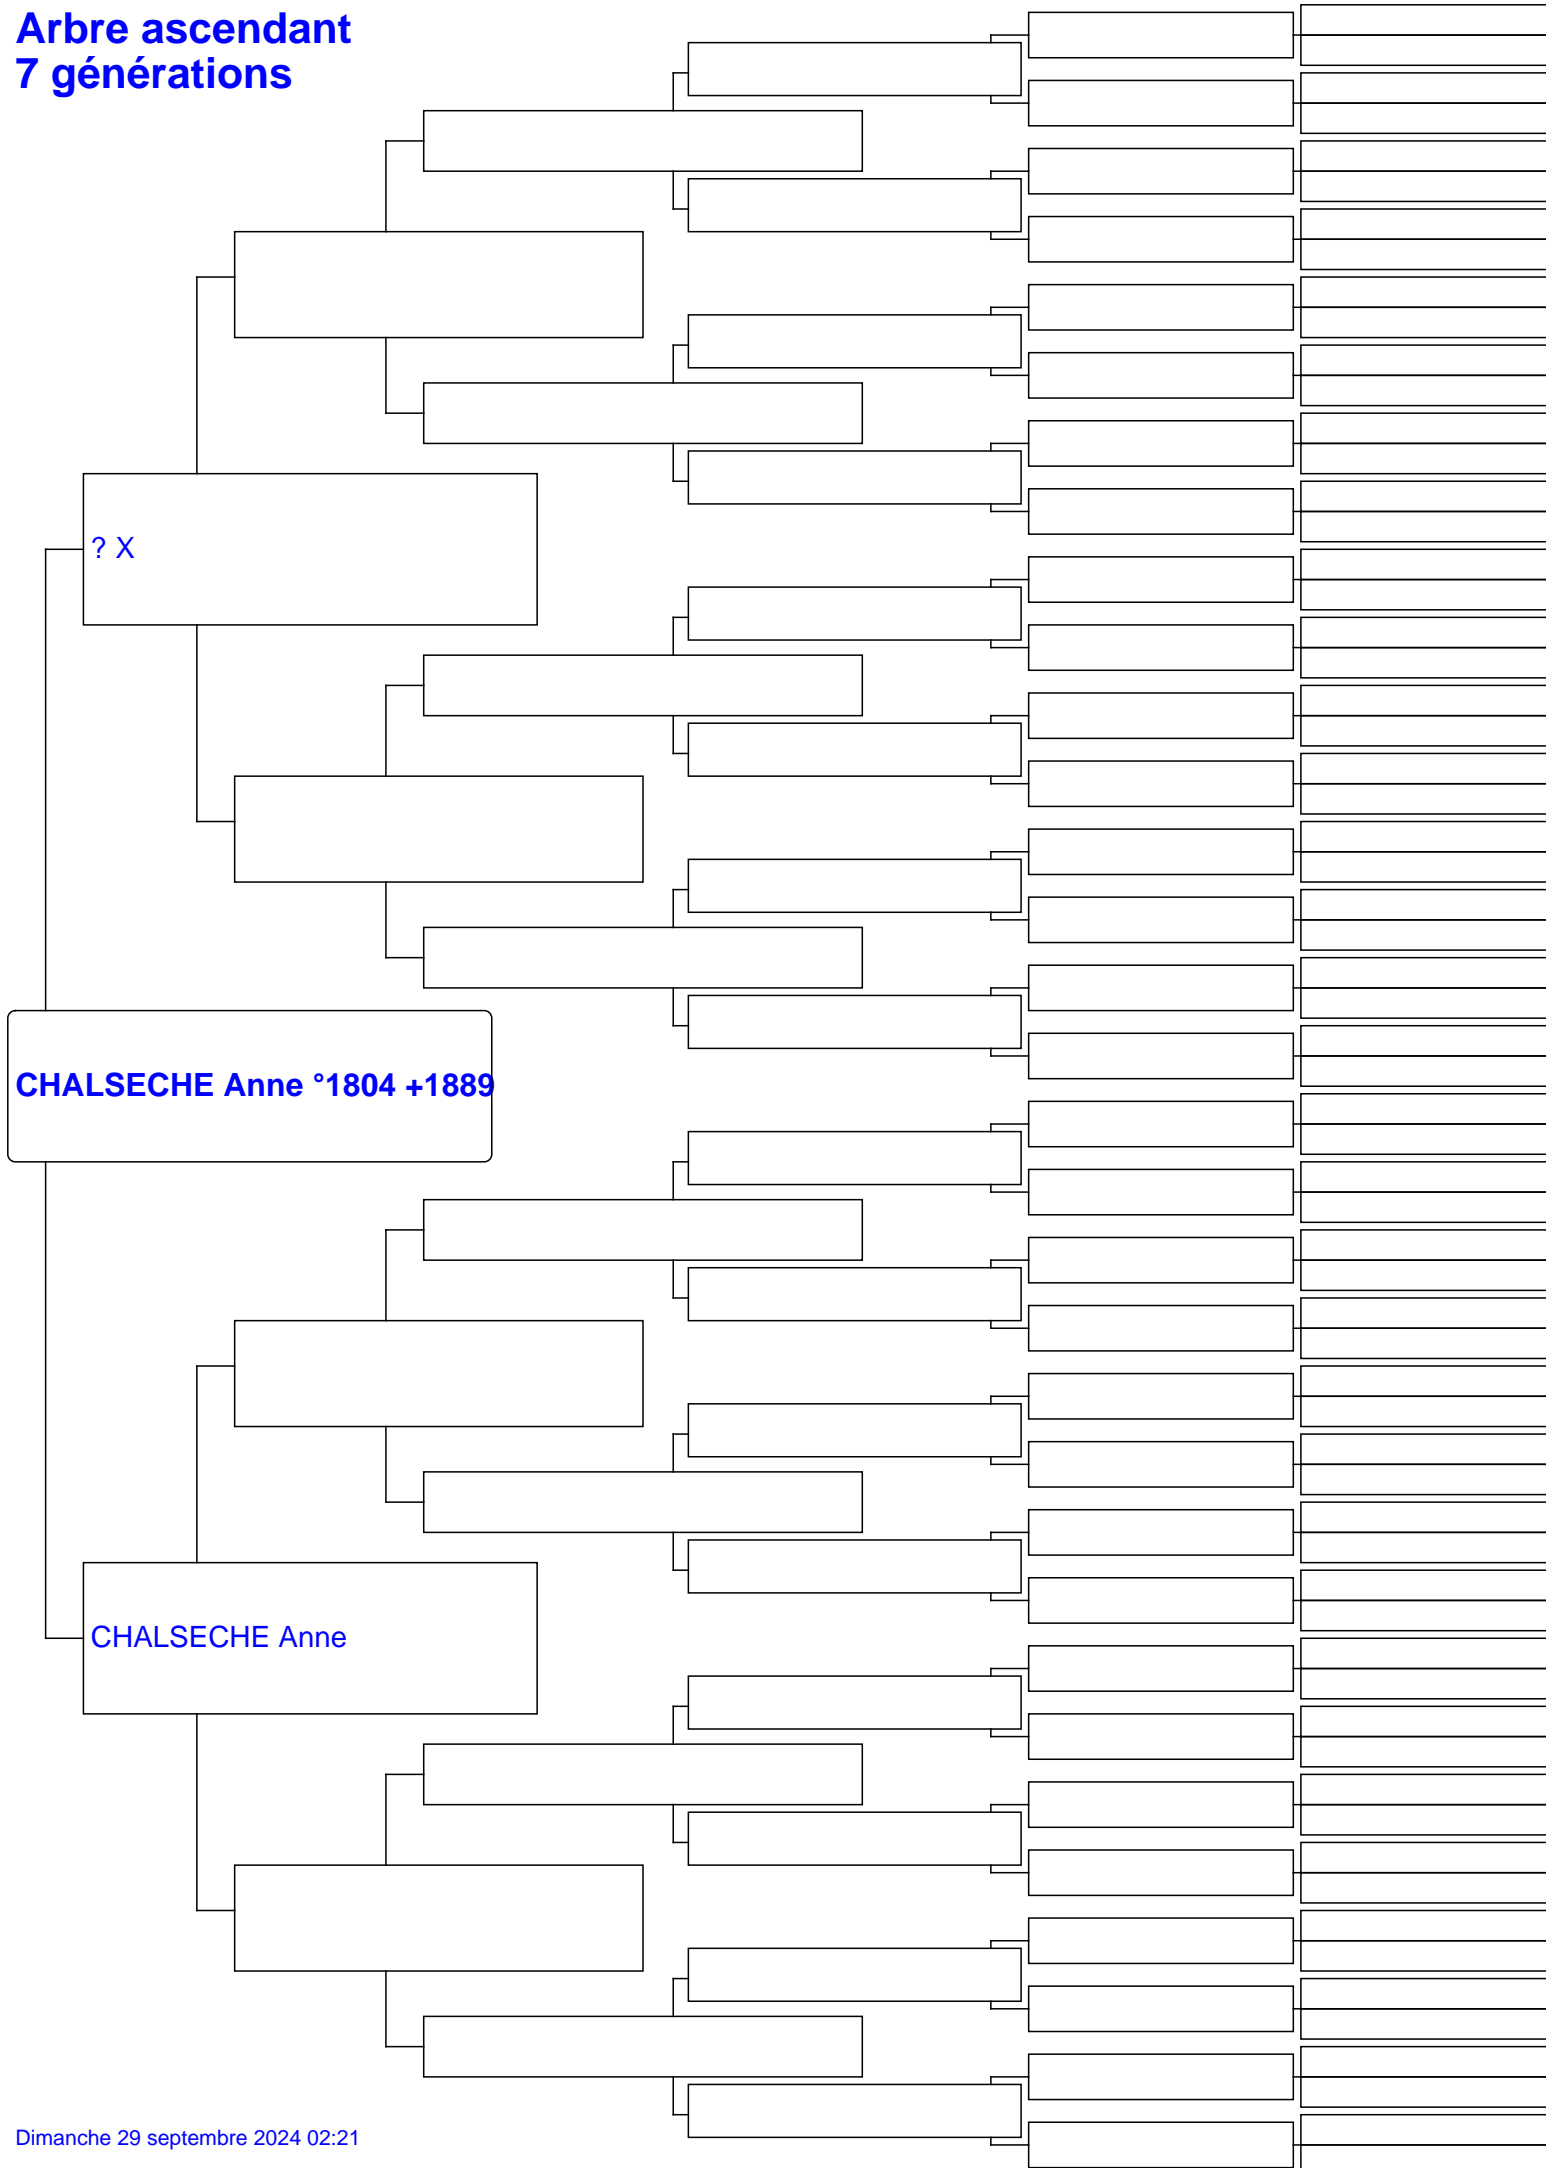 Arbre ascendant
7 générations
? X
CHALSECHE Anne °1804 +1889
CHALSECHE Anne
Dimanche 29 septembre 2024 02:21